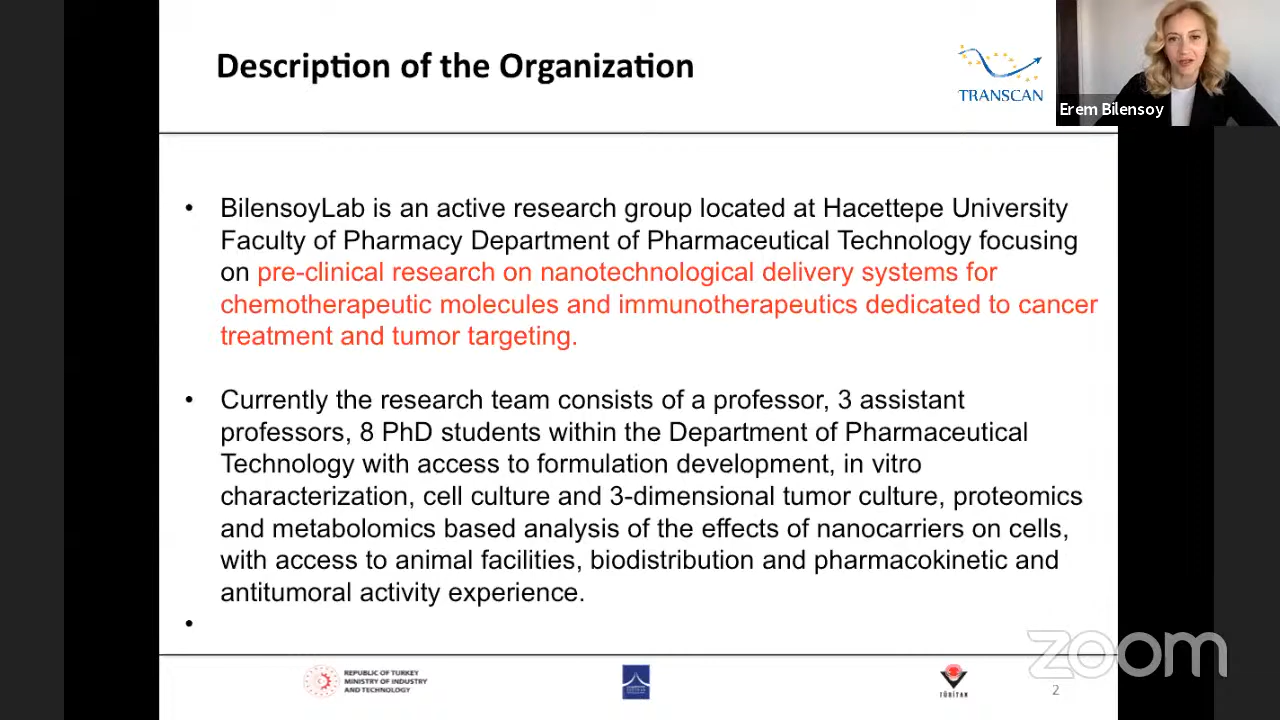 Description of the Organization
TRANSCAN
Erem Bilensoy
• BilensoyLab is an active research group located at Hacettepe University
Faculty of Pharmacy Department of Pharmaceutical Technology focusing
on pre-clinical research on nanotechnological delivery systems for
chemotherapeutic molecules and immunotherapeutics dedicated to cancer
treatment and tumor targeting.
• Currently the research team consists of a professor, 3 assistant
professors, 8 PhD students within the Department of Pharmaceutical
Technology with access to formulation development, in vitro
characterization, cell culture and 3-dimensional tumor culture, proteomics
and metabolomics based analysis of the effects of nanocarriers on cells,
with access to animal facilities, biodistribution and pharmacokinetic and
antitumoral activity experience.
•
REPUBLIC OF TURKEY
MINISTRY OF INDUSTRY
AND TECHNOLOGY
TÜBİTAK
2
zoom